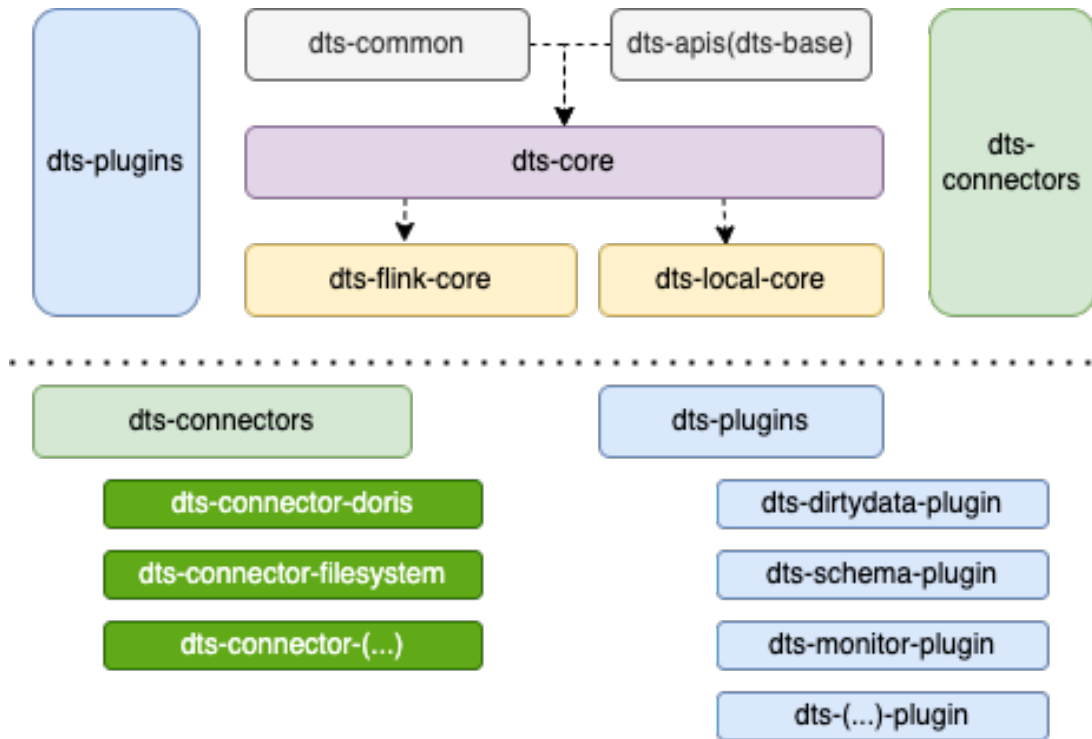 dts-plugins
dts-common
dts-apis(dts-base)
dts-core
dts-flink-core
dts-local-core
dts-
connectors
dts-connectors
dts-connector-doris
dts-connector-filesystem
dts-connector-(...)
dts-plugins
dts-dirtydata-plugin
dts-schema-plugin
dts-monitor-plugin
dts-(...)-plugin